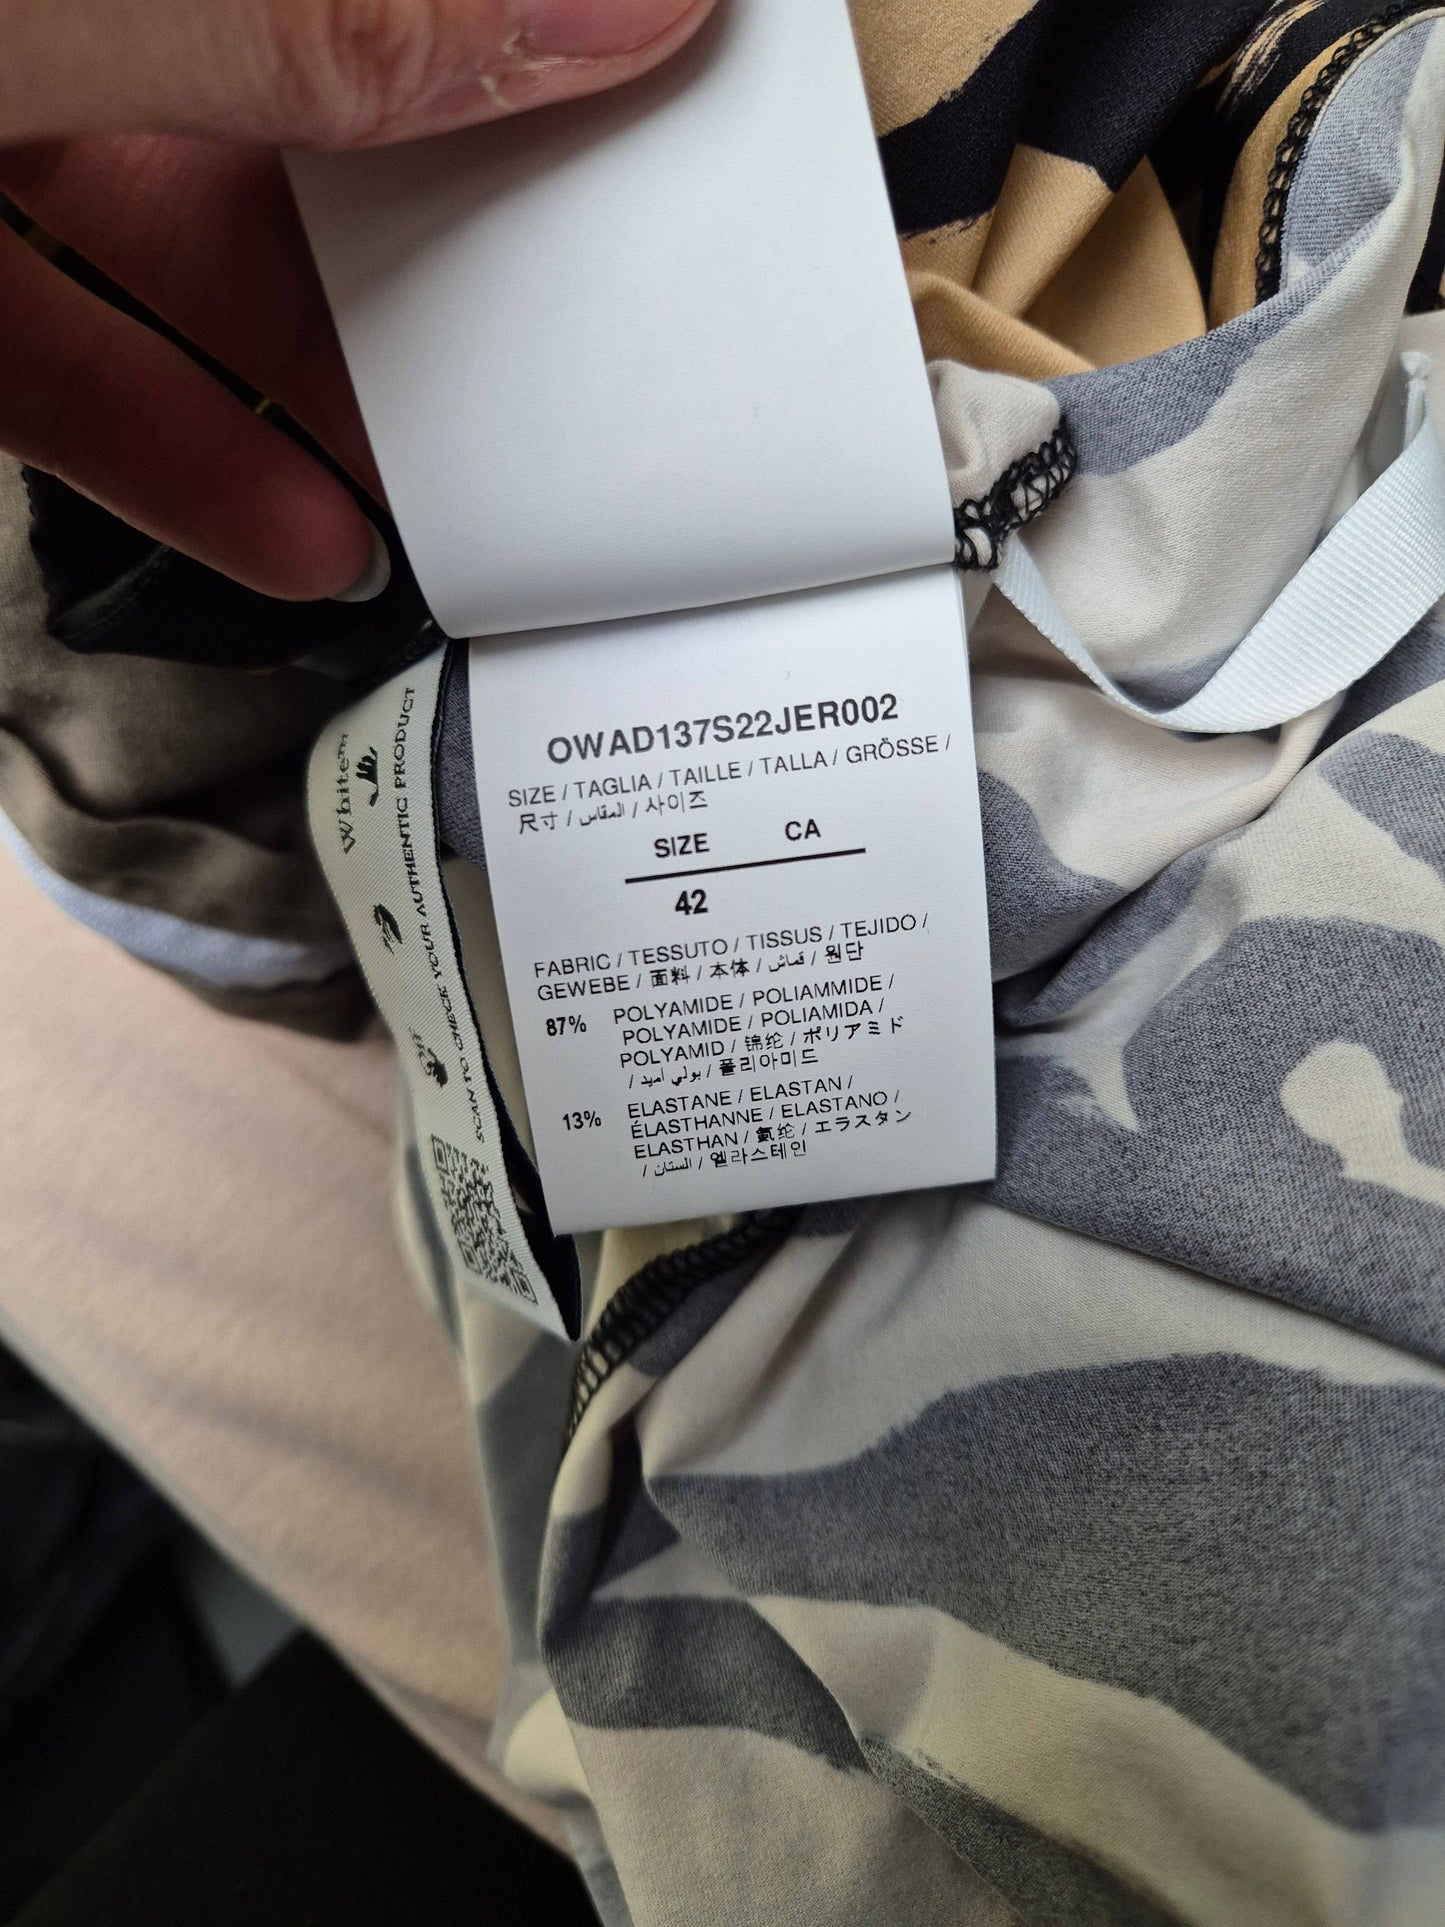 OWAD137S22JER002
SIZE / TAGLIA / TAILLE / TALLA / GRÖSSE /
尺寸 / المقاس / 사이즈
SIZE CA
42
FABRIC / TESSUTO / TISSUS / TEJIDO /
GEWEBE / 面料 / 本体 / قماش / 원단
87% POLYAMIDE / POLIAMMIDE /
POLYAMIDE / POLIAMIDA /
POLYAMID / 锦纶 / ポリアミド
/ بولي اميد / 폴리아미드
13% ELASTANE / ELASTAN /
ÉLASTHANNE / ELASTANO /
ELASTHAN / 氨纶 / エラスタン
/ الستان / 엘라스테인
Off
White™
SCAN TO CHECK YOUR AUTHENTIC PRODUCT